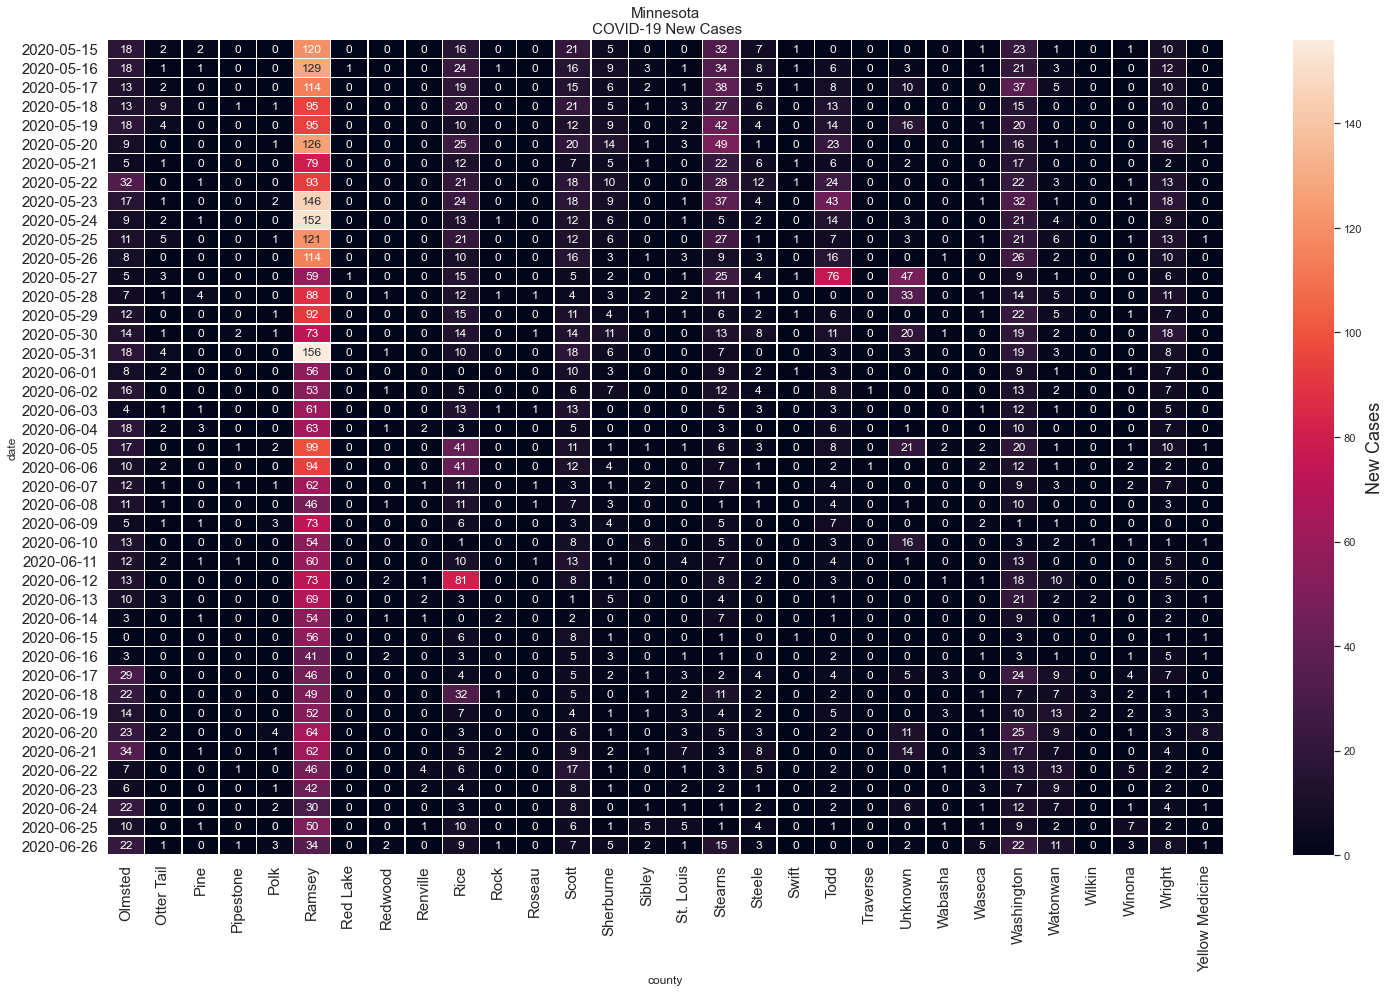 Minnesota
COVID-19 New Cases
2020-05-15 18 2 2 0 0 120 0 0 0 16 0 0 21 5 0 0 32 7 1 0 0 0 0 1 23 1 0 1 10 0
2020-05-16 18 1 1 0 0 129 1 0 0 24 1 0 16 9 3 1 34 8 1 6 0 3 0 1 21 3 0 0 12 0
2020-05-17 13 2 0 0 0 114 0 0 0 19 0 0 15 6 2 1 38 5 1 8 0 10 0 0 37 5 0 0 10 0
2020-05-18 13 9 0 1 1 95 0 0 0 20 0 0 21 5 1 3 27 6 0 13 0 0 0 0 15 0 0 0 10 0
2020-05-19 18 4 0 0 0 95 0 0 0 10 0 0 12 9 0 2 42 4 0 14 0 16 0 1 20 0 0 0 10 1
2020-05-20 9 0 0 0 1 126 0 0 0 25 0 0 20 14 1 3 49 1 0 23 0 0 0 1 16 1 0 0 16 1
2020-05-21 5 1 0 0 0 79 0 0 0 12 0 0 7 5 1 0 22 6 1 6 0 2 0 0 17 0 0 0 2 0
2020-05-22 32 0 1 0 0 93 0 0 0 21 0 0 18 10 0 0 28 12 1 24 0 0 0 1 22 3 0 1 13 0
2020-05-23 17 1 0 0 2 146 0 0 0 24 0 0 18 9 0 1 37 4 0 43 0 0 0 1 32 1 0 1 18 0
2020-05-24 9 2 1 0 0 152 0 0 0 13 1 0 12 6 0 1 5 2 0 14 0 3 0 0 21 4 0 0 9 0
2020-05-25 11 5 0 0 1 121 0 0 0 21 0 0 12 6 0 0 27 1 1 7 0 3 0 1 21 6 0 1 13 1
2020-05-26 8 0 0 0 0 114 0 0 0 10 0 0 16 3 1 3 9 3 0 16 0 0 1 0 26 2 0 0 10 0
2020-05-27 5 3 0 0 0 59 1 0 0 15 0 0 5 2 0 1 25 4 1 76 0 47 0 0 9 1 0 0 6 0
2020-05-28 7 1 4 0 0 88 0 1 0 12 1 1 4 3 2 2 11 1 0 0 0 33 0 1 14 5 0 0 11 0
2020-05-29 12 0 0 0 1 92 0 0 0 15 0 0 11 4 1 1 6 2 1 6 0 0 0 1 22 5 0 1 7 0
2020-05-30 14 1 0 2 1 73 0 0 0 14 0 1 14 11 0 0 13 8 0 11 0 20 1 0 19 2 0 0 18 0
2020-05-31 18 4 0 0 0 156 0 1 0 10 0 0 18 6 0 0 7 0 0 3 0 3 0 0 19 3 0 0 8 0
2020-06-01 8 2 0 0 0 56 0 0 0 0 0 0 10 3 0 0 9 2 1 3 0 0 0 0 9 1 0 1 7 0
2020-06-02 16 0 0 0 0 53 0 1 0 5 0 0 6 7 0 0 12 4 0 8 1 0 0 0 13 2 0 0 7 0
2020-06-03 4 1 1 0 0 61 0 0 0 13 1 1 13 0 0 0 5 3 0 3 0 0 0 1 12 1 0 0 5 0
2020-06-04 18 2 3 0 0 63 0 1 2 3 0 0 5 0 0 0 3 0 0 6 0 1 0 0 10 0 0 0 7 0
2020-06-05 17 0 0 1 2 99 0 0 0 41 0 0 11 1 1 1 6 3 0 8 0 21 2 2 20 1 0 1 10 1
2020-06-06 10 2 0 0 0 94 0 0 0 41 0 0 12 4 0 0 7 1 0 2 1 0 0 2 12 1 0 2 2 0
2020-06-07 12 1 0 1 1 62 0 0 1 11 0 1 3 1 2 0 7 1 0 4 0 0 0 0 9 3 0 2 7 0
2020-06-08 11 1 0 0 0 46 0 1 0 11 0 1 7 3 0 0 1 1 0 4 0 1 0 0 10 0 0 0 3 0
2020-06-09 5 1 1 0 3 73 0 0 0 6 0 0 3 4 0 0 5 0 0 7 0 0 0 2 1 1 0 0 0 0
2020-06-10 13 0 0 0 0 54 0 0 0 1 0 0 8 0 6 0 5 0 0 3 0 16 0 0 3 2 1 1 1 1
2020-06-11 12 2 1 1 0 60 0 0 0 10 0 1 13 1 0 4 7 0 0 4 0 1 0 0 13 0 0 0 5 0
2020-06-12 13 0 0 0 0 73 0 2 1 81 0 0 8 1 0 0 8 2 0 3 0 0 1 1 18 10 0 0 5 0
2020-06-13 10 3 0 0 0 69 0 0 2 3 0 0 1 5 0 0 4 0 0 1 0 0 0 0 21 2 2 0 3 1
2020-06-14 3 0 1 0 0 54 0 1 1 0 2 0 2 0 0 0 7 0 0 1 0 0 0 0 9 0 1 0 2 0
2020-06-15 0 0 0 0 0 56 0 0 0 6 0 0 8 1 0 0 1 0 1 0 0 0 0 0 3 0 0 0 1 1
2020-06-16 3 0 0 0 0 41 0 2 0 3 0 0 5 3 0 1 1 0 0 2 0 0 0 1 3 1 0 1 5 1
2020-06-17 29 0 0 0 0 46 0 0 0 4 0 0 5 2 1 3 2 4 0 4 0 5 3 0 24 9 0 4 7 0
2020-06-18 22 0 0 0 0 49 0 0 0 32 1 0 5 0 1 2 11 2 0 2 0 0 0 1 7 7 3 2 1 1
2020-06-19 14 0 0 0 0 52 0 0 0 7 0 0 4 1 1 3 4 2 0 5 0 0 3 1 10 13 2 2 3 3
2020-06-20 23 2 0 0 4 64 0 0 0 3 0 0 6 1 0 3 5 3 0 2 0 11 0 1 25 9 0 1 3 8
2020-06-21 34 0 1 0 1 62 0 0 0 5 2 0 9 2 1 7 3 8 0 0 0 14 0 3 17 7 0 0 4 0
2020-06-22 7 0 0 1 0 46 0 0 4 6 0 0 17 0 0 1 3 5 0 2 0 0 1 1 13 13 0 5 2 2
2020-06-23 6 0 0 0 1 42 0 0 2 4 0 0 8 1 0 2 2 1 0 2 0 0 0 3 7 9 0 0 2 0
2020-06-24 22 0 0 0 2 30 0 0 0 3 0 0 8 0 1 1 1 2 0 2 0 6 0 1 12 7 0 1 4 1
2020-06-25 10 0 1 0 0 50 0 0 1 10 0 0 6 1 5 5 1 4 0 1 0 0 1 1 9 2 0 7 2 0
2020-06-26 22 1 0 1 3 34 0 2 0 9 1 0 7 5 2 1 15 3 0 0 0 2 0 5 22 11 0 3 8 1
date
Olmsted
Otter Tail
Pine
Pipestone
Polk
Ramsey
Red Lake
Redwood
Renville
Rice
Rock
Roseau
Scott
Sherburne
Sibley
St. Louis
Stearns
Steele
Swift
Todd
Traverse
Unknown
Wabasha
Waseca
Washington
Watonwan
Wilkin
Winona
Wright
Yellow Medicine
county
140
120
100
80
60
40
20
0
New Cases